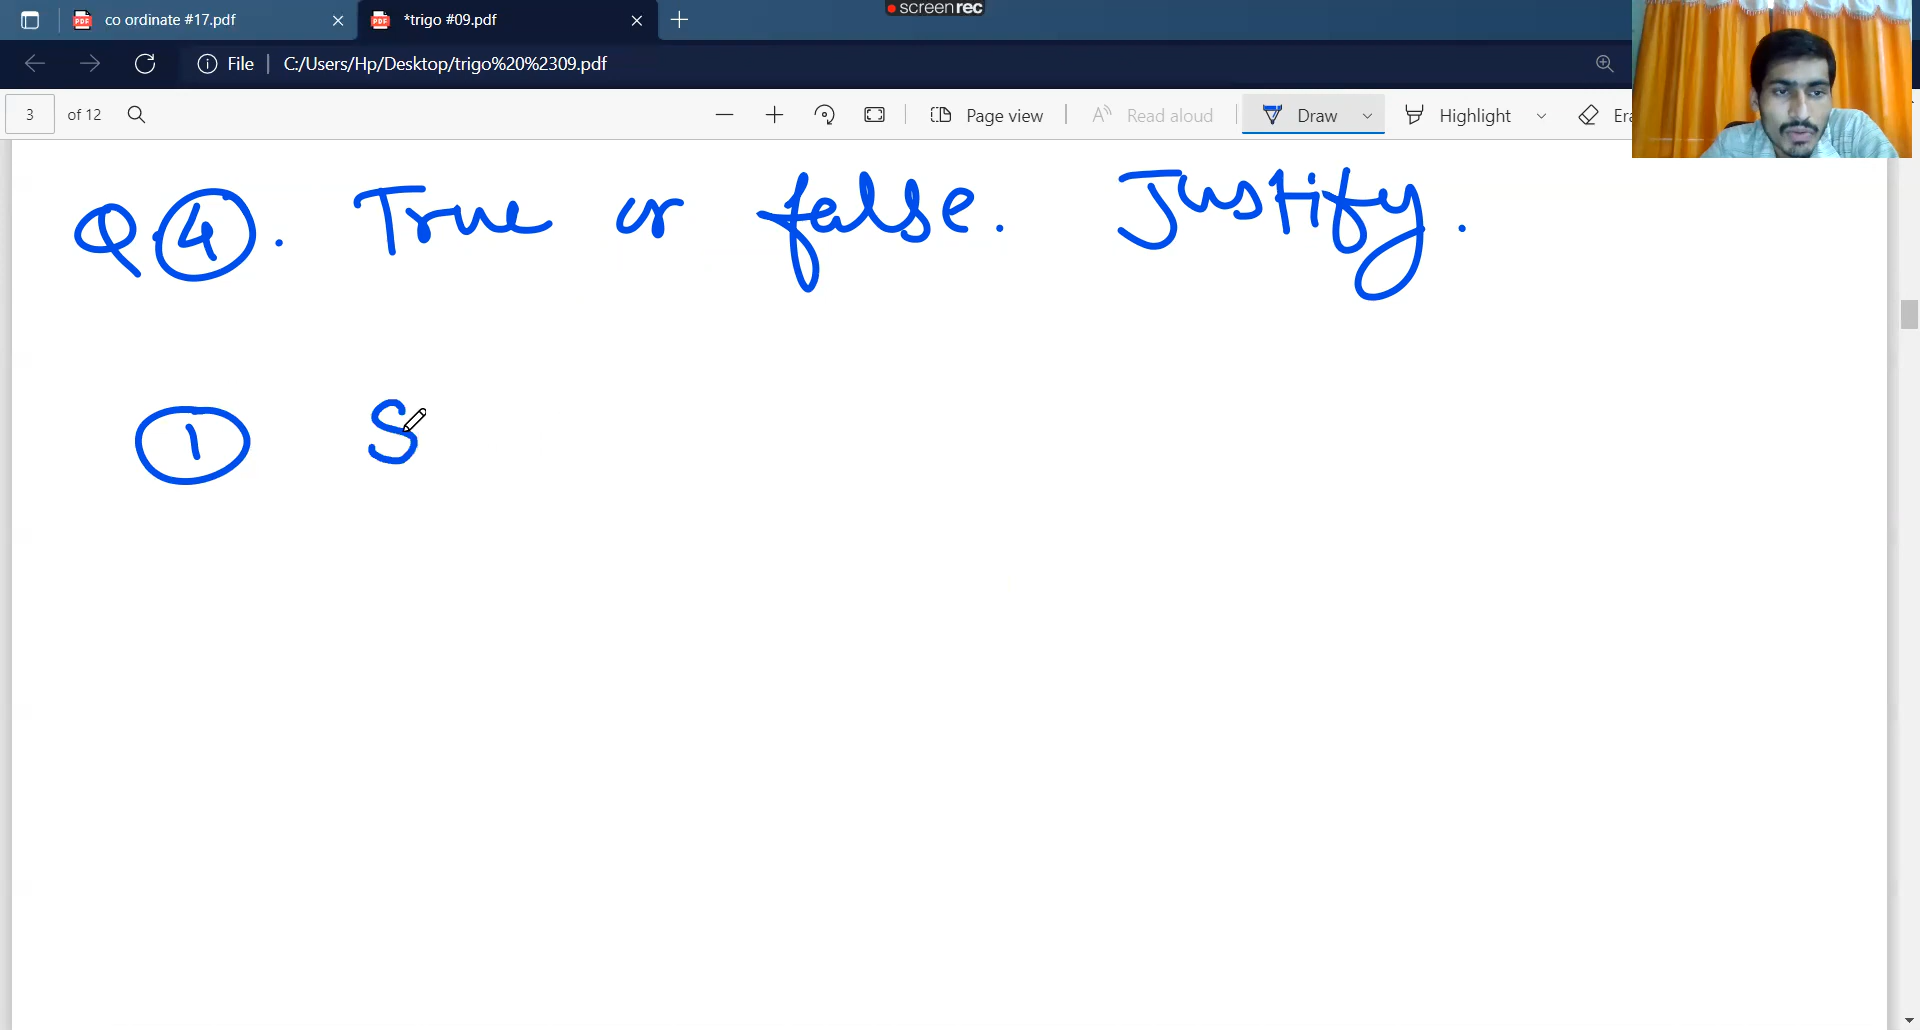 co ordinate #17.pdf
*trigo #09.pdf
screenrec
File
C:/Users/Hp/Desktop/trigo%20%2309.pdf
3 of 12
Page view
Read aloud
Draw
Highlight
Q.4. True or false. Justify.
1 S